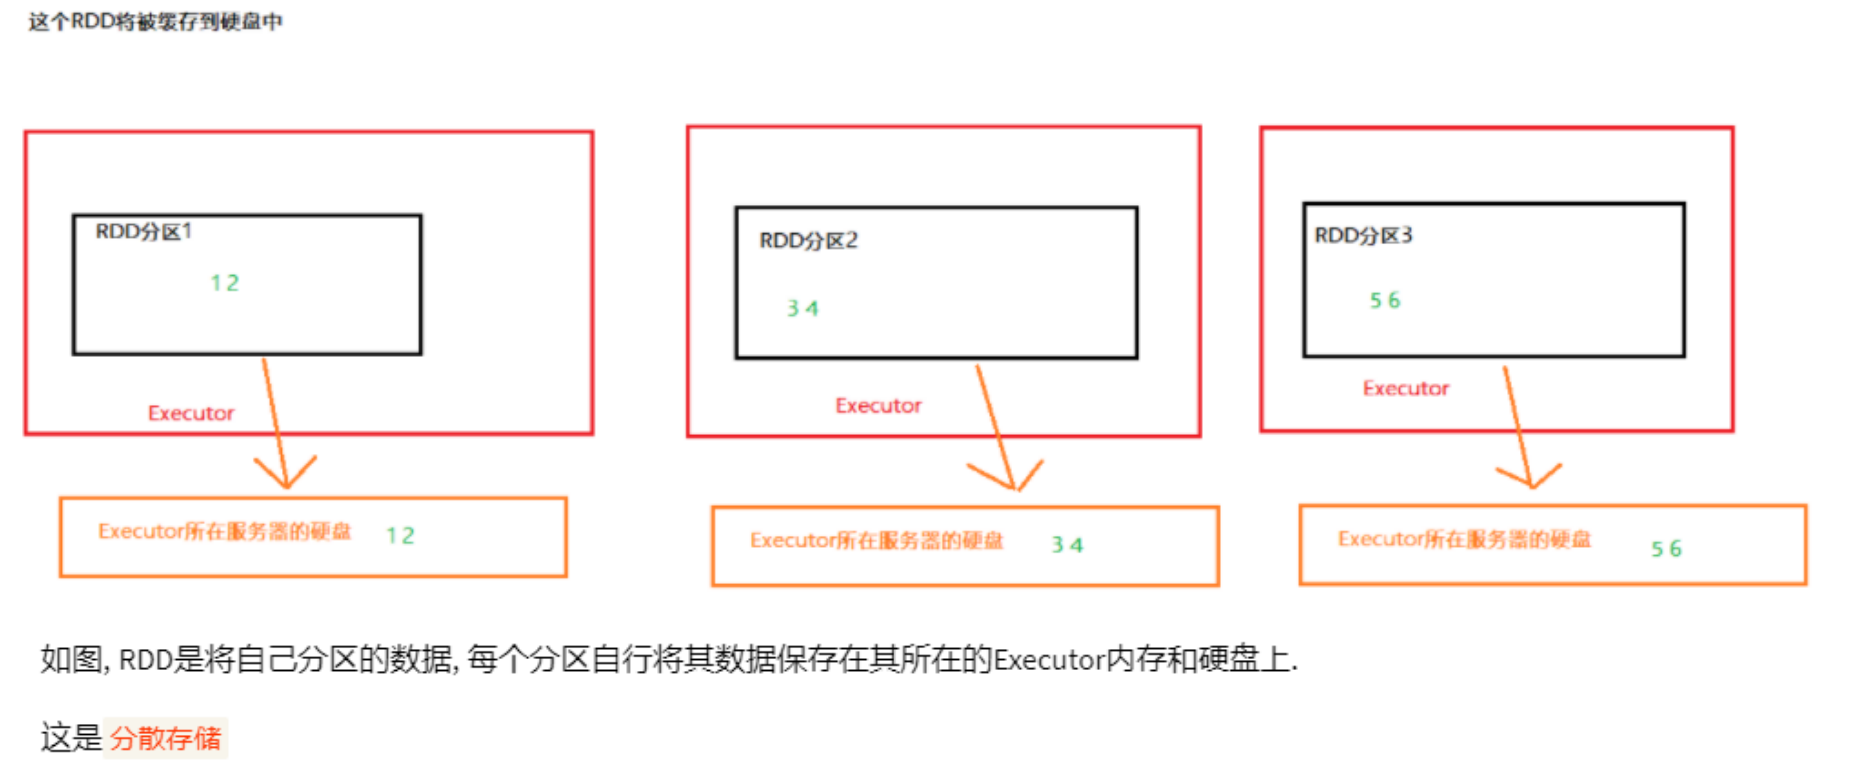 这个RDD将被缓存到硬盘中
RDD分区1
1 2
Executor
Executor所在服务器的硬盘 1 2
RDD分区2
3 4
Executor
Executor所在服务器的硬盘 3 4
RDD分区3
5 6
Executor
Executor所在服务器的硬盘 5 6
如图, RDD是将自己分区的数据, 每个分区自行将其数据保存在其所在的Executor内存和硬盘上.
这是 分散存储